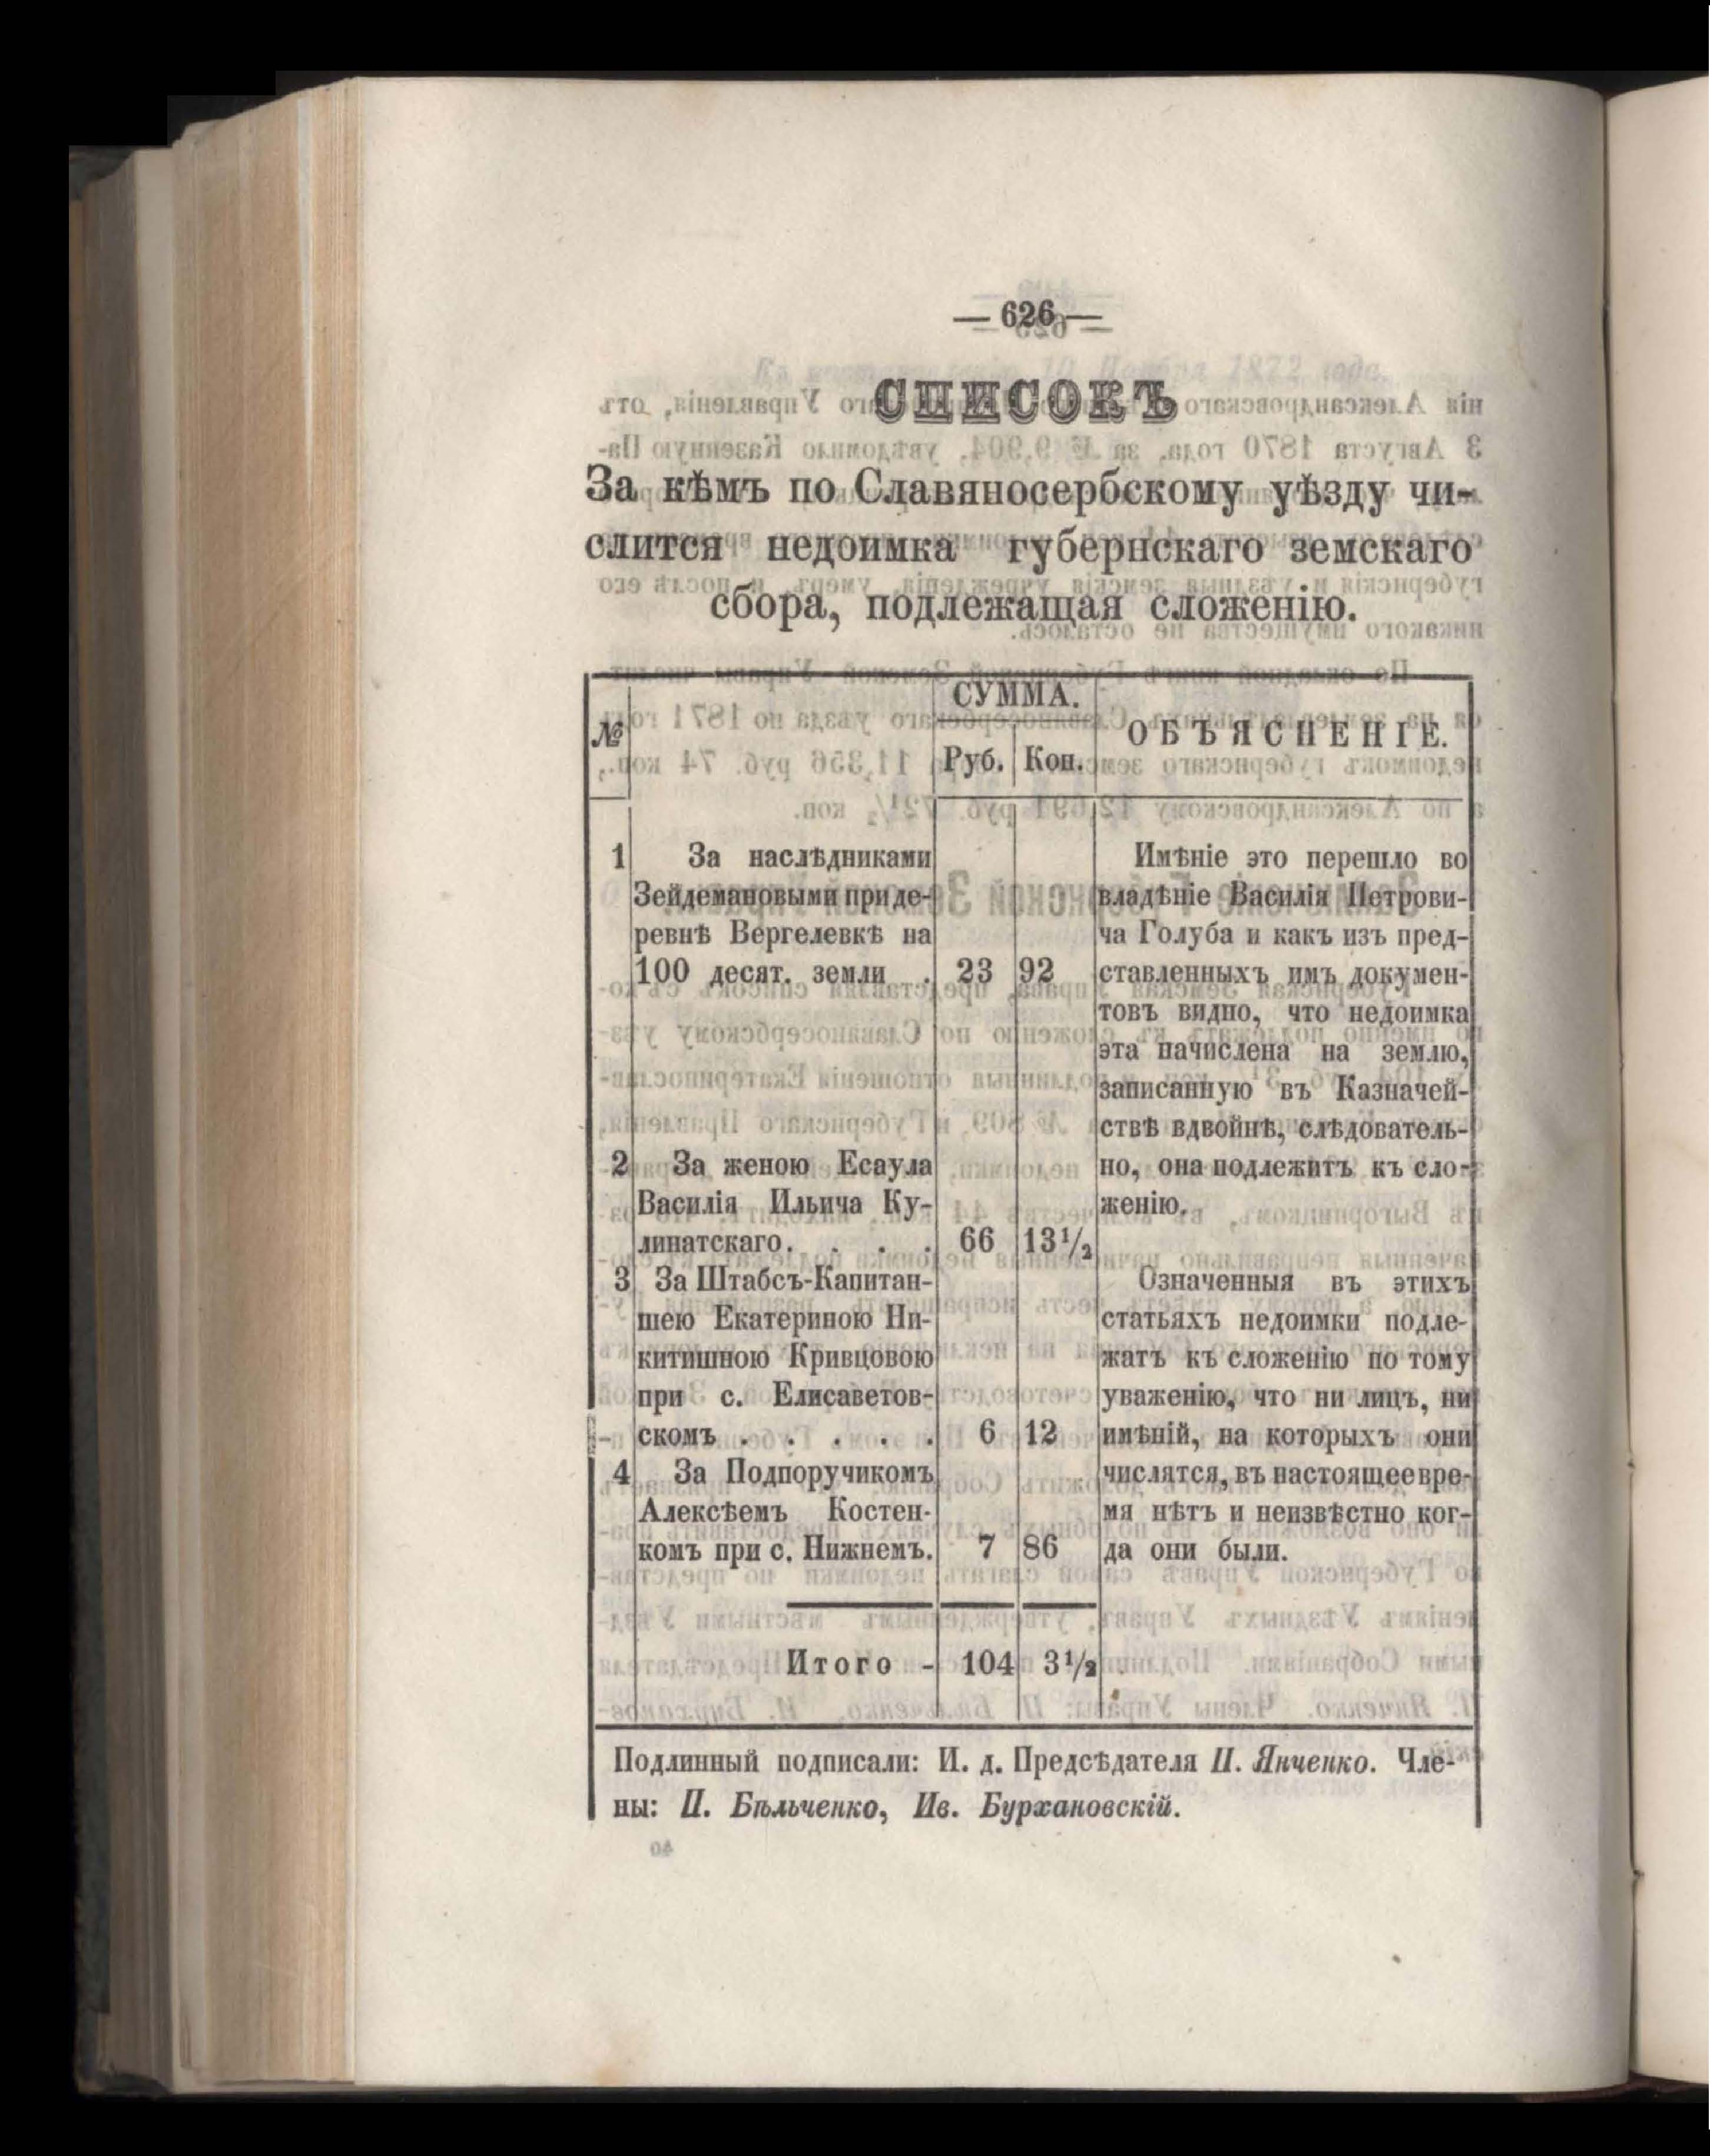 — 626 —
СПИСОКЪ
За кѣмъ по Славяносербскому уѣзду чи-
слится недоимка губернскаго земскаго
сбора, подлежащая сложенію.
№
СУММА.
Руб. Коп.
ОБЪЯСНЕНІЕ.
1 За наслѣдниками
Зейдемановыми при де-
ревнѣ Вергелевкѣ на
100 десят. земли . 23 92
Имѣніе это перешло во
владѣніе Василія Петрови-
ча Голуба и какъ изъ пред-
ставленныхъ имъ докумен-
товъ видно, что недоимка
эта начислена на землю,
записанную въ Казначей-
ствѣ вдвойнѣ, слѣдователь-
но, она подлежитъ къ сло-
женію.
2 За женою Есаула
Василія Ильича Ку-
линатскаго. . . . 66 13½
3 За Штабсъ-Капитан-
шею Екатериною Ни-
китишною Кривцовою
при с. Елисаветов-
скомъ . . . . . 6 12
4 За Подпоручикомъ
Алексѣемъ Костен-
комъ при с. Нижнемъ. 7 86
Означенныя въ этихъ
статьяхъ недоимки подле-
жатъ къ сложенію по тому
уваженію, что ни лицъ, ни
имѣній, на которыхъ они
числятся, въ настоящее вре-
мя нѣтъ и неизвѣстно ког-
да они были.
Итого - 104 3½
Подлинный подписали: И. д. Предсѣдателя П. Янченко. Чле-
ны: П. Бѣльченко, Ив. Бурхановскій.